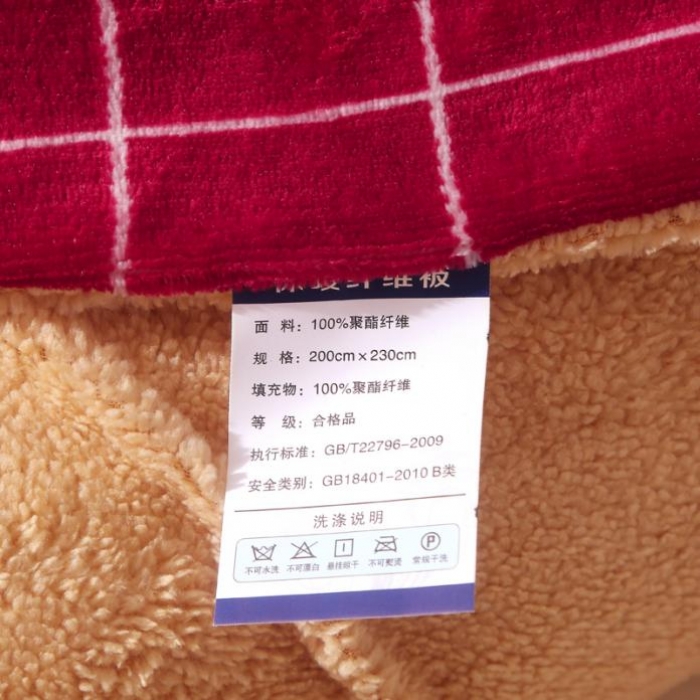 纤维被
面 料：100%聚酯纤维
规 格：200cm×230cm
填充物：100%聚酯纤维
等 级：合格品
执行标准：GB/T22796-2009
安全类别：GB18401-2010 B类
洗涤说明
不可水洗 不可漂白 悬挂晾干 不可熨烫 常规干洗